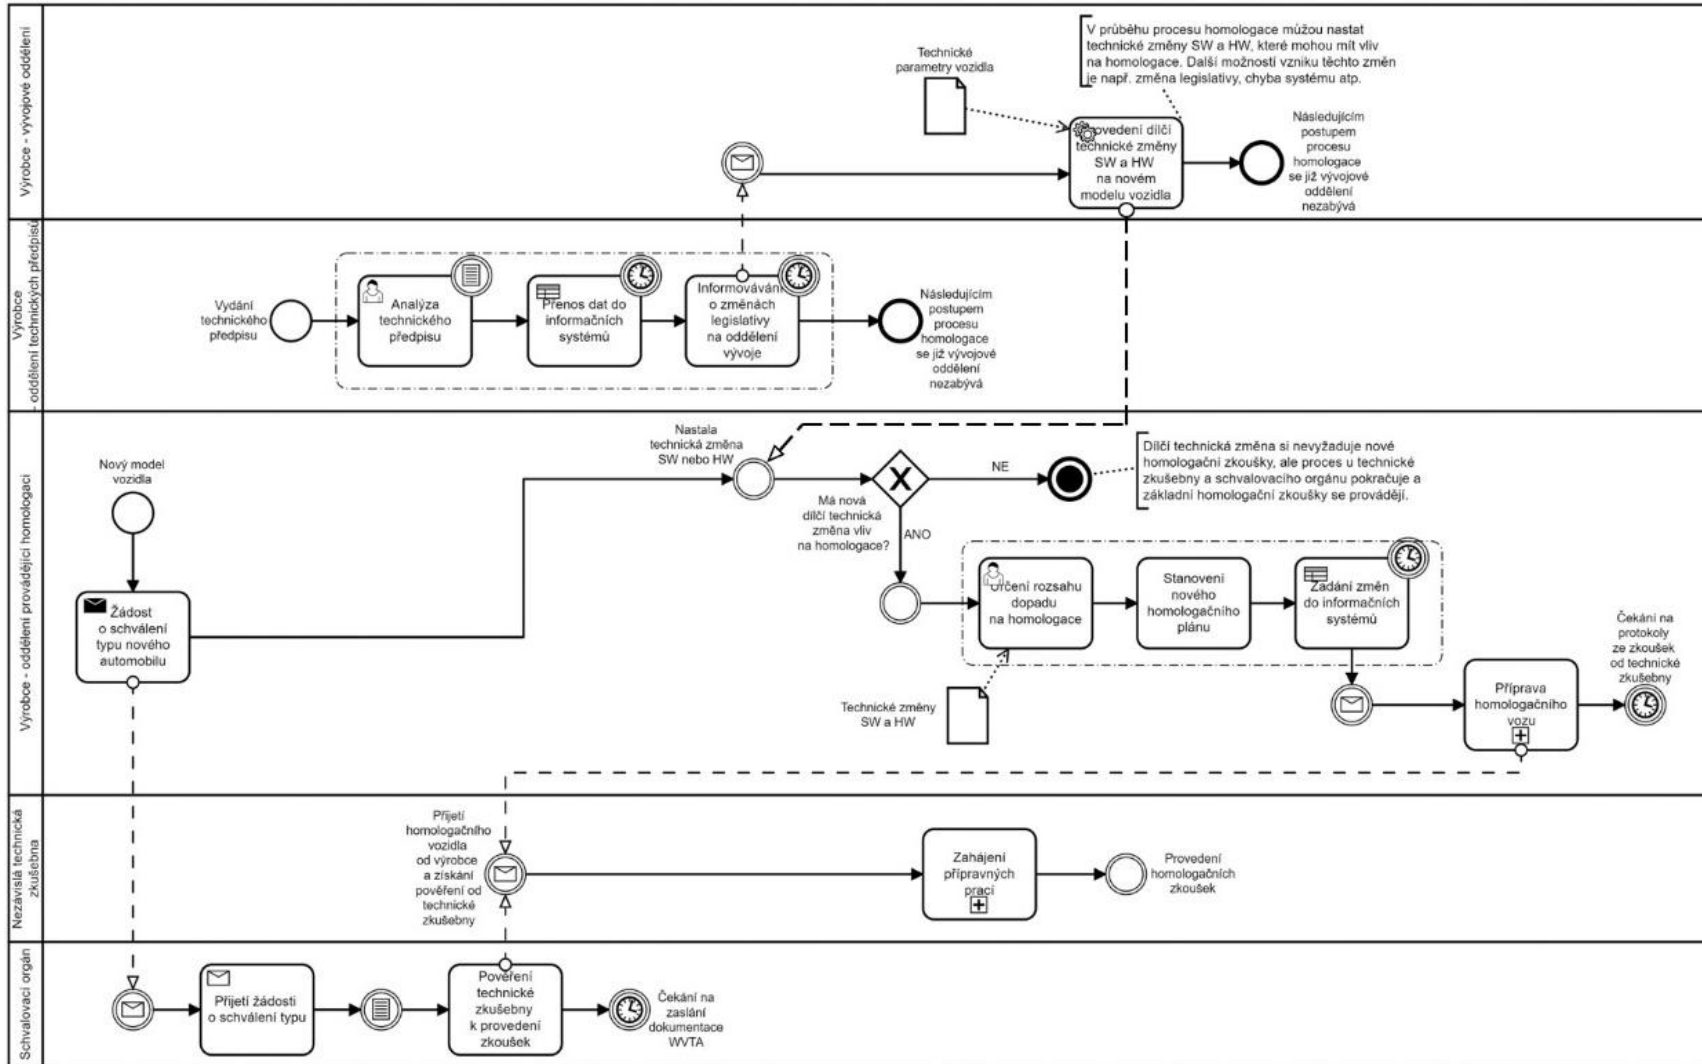 Výrobce - vývojové oddělení
Technické
parametry vozidla
V průběhu procesu homologace můžou nastat
technické změny SW a HW, které mohou mít vliv
na homologace. Další možností vzniku těchto změn
je např. změna legislativy, chyba systému atp.
ovedení dílčí
technické změny
SW a HW
na novém
modelu vozidla
Následujícím
postupem
procesu
homologace
se již vývojové
oddělení
nezabývá
Výrobce
- oddělení technických předpisů
Vydání
technického
předpisu
Analýza
technického
předpisu
Přenos dat do
informačních
systémů
Informovávání
o změnách
legislativy
na oddělení
vývoje
Následujícím
postupem
procesu
homologace
se již vývojové
oddělení
nezabývá
Výrobce - oddělení provádějící homologaci
Nový model
vozidla
Žádost
o schválení
typu nového
automobilu
Nastala
technická změna
SW nebo HW
Má nová
dílčí technická
změna vliv
na homologace?
NE
ANO
Dílčí technická změna si nevyžaduje nové
homologační zkoušky, ale proces u technické
zkušebny a schvalovacího orgánu pokračuje a
základní homologační zkoušky se provádějí.
Určení rozsahu
dopadu
na homologace
Stanovení
nového
homologačního
plánu
Zadání změn
do informačních
systémů
Technické změny
SW a HW
Příprava
homologačního
vozu
Čekání na
protokoly
ze zkoušek
od technické
zkušebny
Nezávislá technická
zkušebna
Přijetí
homologačního
vozidla
od výrobce
a získání
pověření od
technické
zkušebny
Zahájení
přípravných
prací
Provedení
homologačních
zkoušek
Schvalovací orgán
Přijetí žádosti
o schválení typu
Pověření
technické
zkušebny
k provedení
zkoušek
Čekání na
zaslání
dokumentace
WVTA